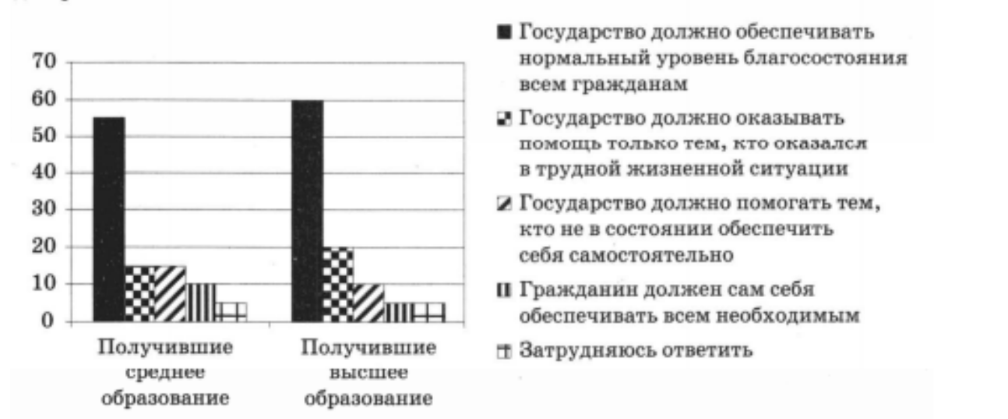 70
60
50
40
30
20
10
0
Получившие
среднее
образование
Получившие
высшее
образование
Государство должно обеспечивать
нормальный уровень благосостояния
всем гражданам
Государство должно оказывать
помощь только тем, кто оказался
в трудной жизненной ситуации
Государство должно помогать тем,
кто не в состоянии обеспечить
себя самостоятельно
Гражданин должен сам себя
обеспечивать всем необходимым
Затрудняюсь ответить